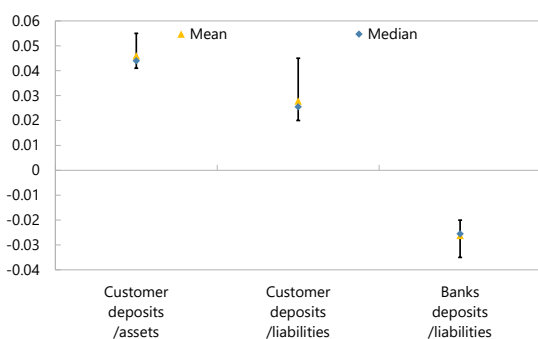 0.06
0.05
0.04
0.03
0.02
0.01
0
-0.01
-0.02
-0.03
-0.04
Mean
Median
Customer
deposits
/assets
Customer
deposits
/liabilities
Banks
deposits
/liabilities